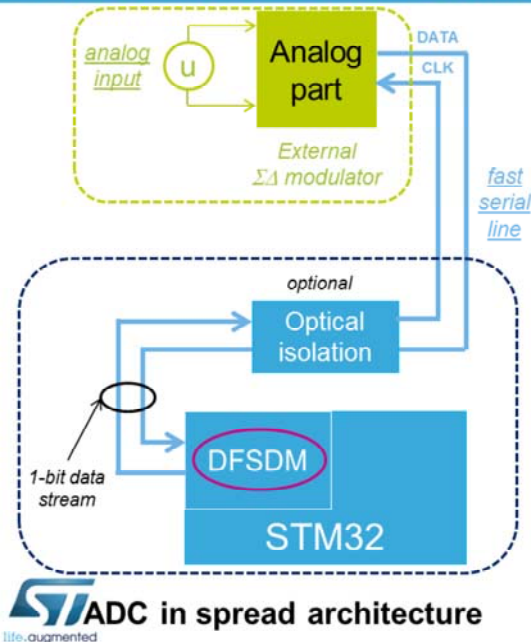 analog
input
u
Analog
part
DATA
CLK
External
ΣΔ modulator
fast
serial
line
optional
Optical
isolation
1-bit data
stream
DFSDM
STM32
ST
life.augmented
ADC in spread architecture